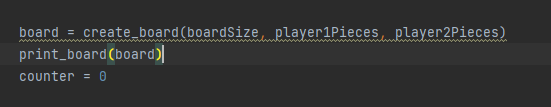 board = create_board(boardSize, player1Pieces, player2Pieces)
print_board(board)
counter = 0